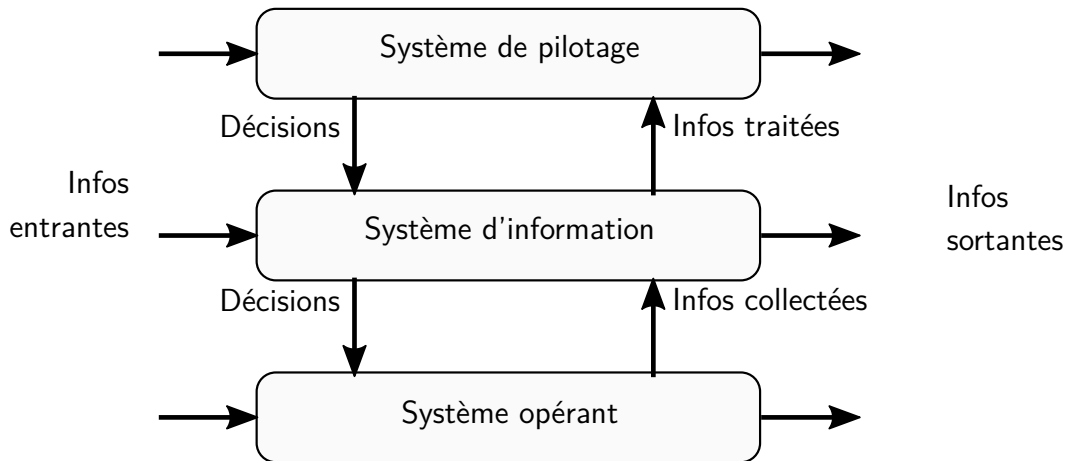 Système de pilotage
Décisions
Infos traitées
Infos
entrantes
Système d'information
Infos
sortantes
Décisions
Infos collectées
Système opérant